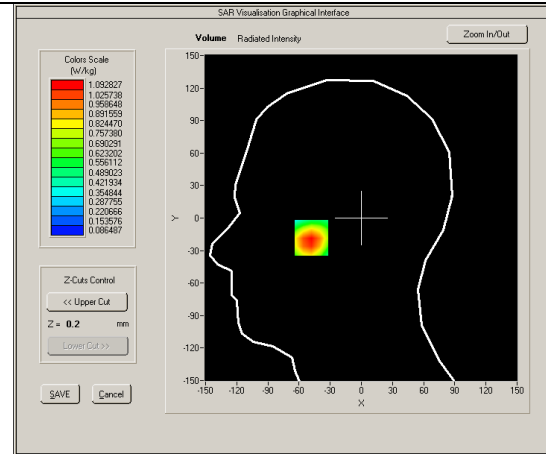 SAR Visualisation Graphical Interface
Volume Radiated Intensity
Zoom In/Out
Colors Scale
(W/kg)
1.092827
1.025738
0.958648
0.891559
0.824470
0.757380
0.690291
0.623202
0.556112
0.489023
0.421934
0.354844
0.287755
0.220666
0.153576
0.086487
Z-Cuts Control
<< Upper Cut
Z = 0.2 mm
Lower Cut >>
SAVE Cancel
150-
120-
90-
60-
30-
0-
-30-
-60-
-90-
-120-
-150-
Y
-150 -120 -90 -60 -30 0 30 60 90 120 150
X